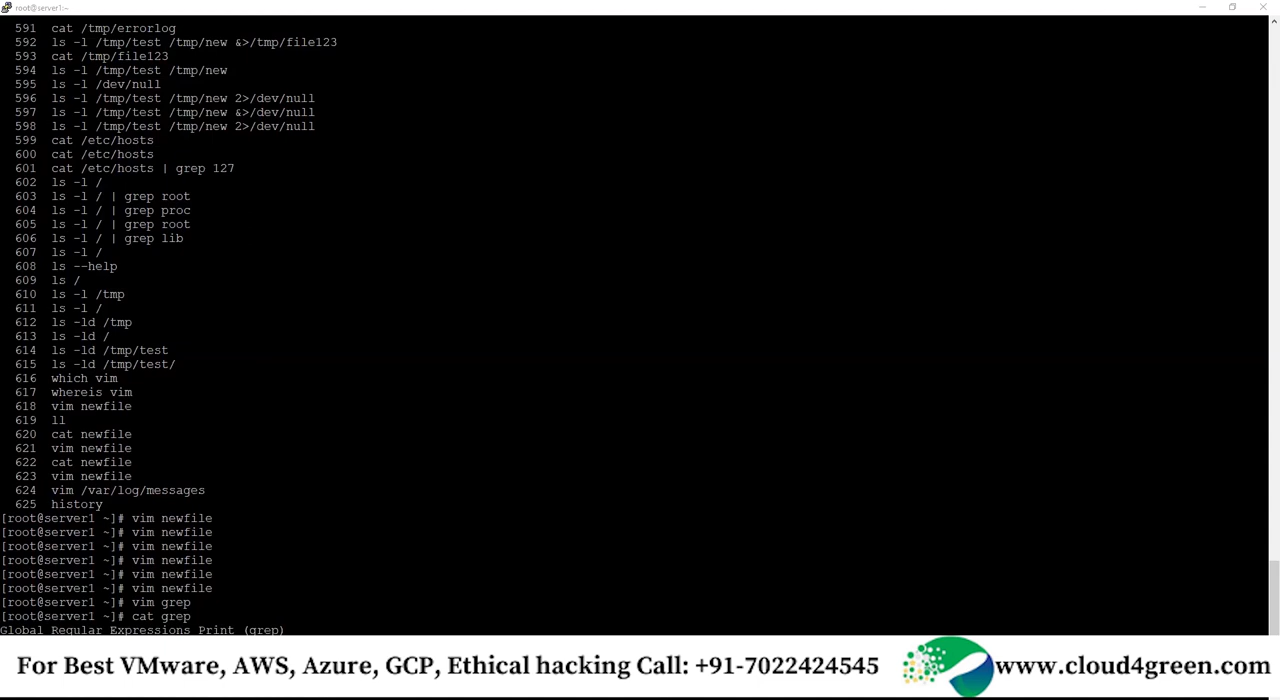 root@server1:~
591 cat /tmp/errorlog
592 ls -l /tmp/test /tmp/new &>/tmp/file123
593 cat /tmp/file123
594 ls -l /tmp/test /tmp/new
595 ls -l /dev/null
596 ls -l /tmp/test /tmp/new 2>/dev/null
597 ls -l /tmp/test /tmp/new &>/dev/null
598 ls -l /tmp/test /tmp/new 2>/dev/null
599 cat /etc/hosts
600 cat /etc/hosts
601 cat /etc/hosts | grep 127
602 ls -l /
603 ls -l / | grep root
604 ls -l / | grep proc
605 ls -l / | grep root
606 ls -l / | grep lib
607 ls -l /
608 ls --help
609 ls /
610 ls -l /tmp
611 ls -l /
612 ls -ld /tmp
613 ls -ld /
614 ls -ld /tmp/test
615 ls -ld /tmp/test/
616 which vim
617 whereis vim
618 vim newfile
619 ll
620 cat newfile
621 vim newfile
622 cat newfile
623 vim newfile
624 vim /var/log/messages
625 history
[root@server1 ~]# vim newfile
[root@server1 ~]# vim newfile
[root@server1 ~]# vim newfile
[root@server1 ~]# vim newfile
[root@server1 ~]# vim newfile
[root@server1 ~]# vim newfile
[root@server1 ~]# vim grep
[root@server1 ~]# cat grep
Global Regular Expressions Print (grep)
For Best VMware, AWS, Azure, GCP, Ethical hacking Call: +91-7022424545 www.cloud4green.com